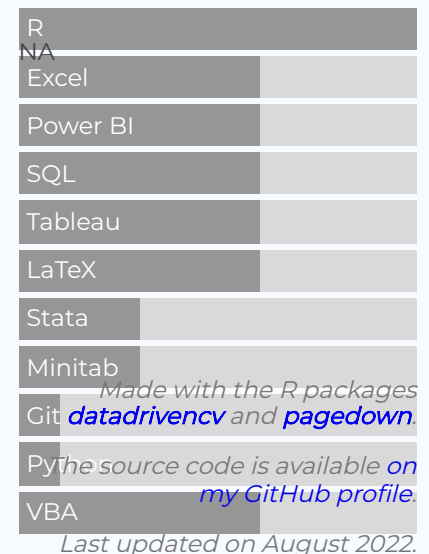 R
NA
Excel
Power BI
SQL
Tableau
LaTeX
Stata
Minitab
Made with the R packages
Git
datadrivencv and pagedown.
Python
The source code is available on
my GitHub profile.
VBA
Last updated on August 2022.